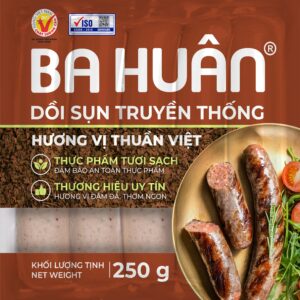 ISO
BA HUÂN®
DỒI SỤN TRUYỀN THỐNG
HƯƠNG VỊ THUẦN VIỆT
THỰC PHẨM TƯƠI SẠCH
ĐẢM BẢO AN TOÀN THỰC PHẨM
THƯƠNG HIỆU UY TÍN
HƯƠNG VỊ ĐẬM ĐÀ, THƠM NGON
KHỐI LƯỢNG TỊNH
NET WEIGHT
250 g